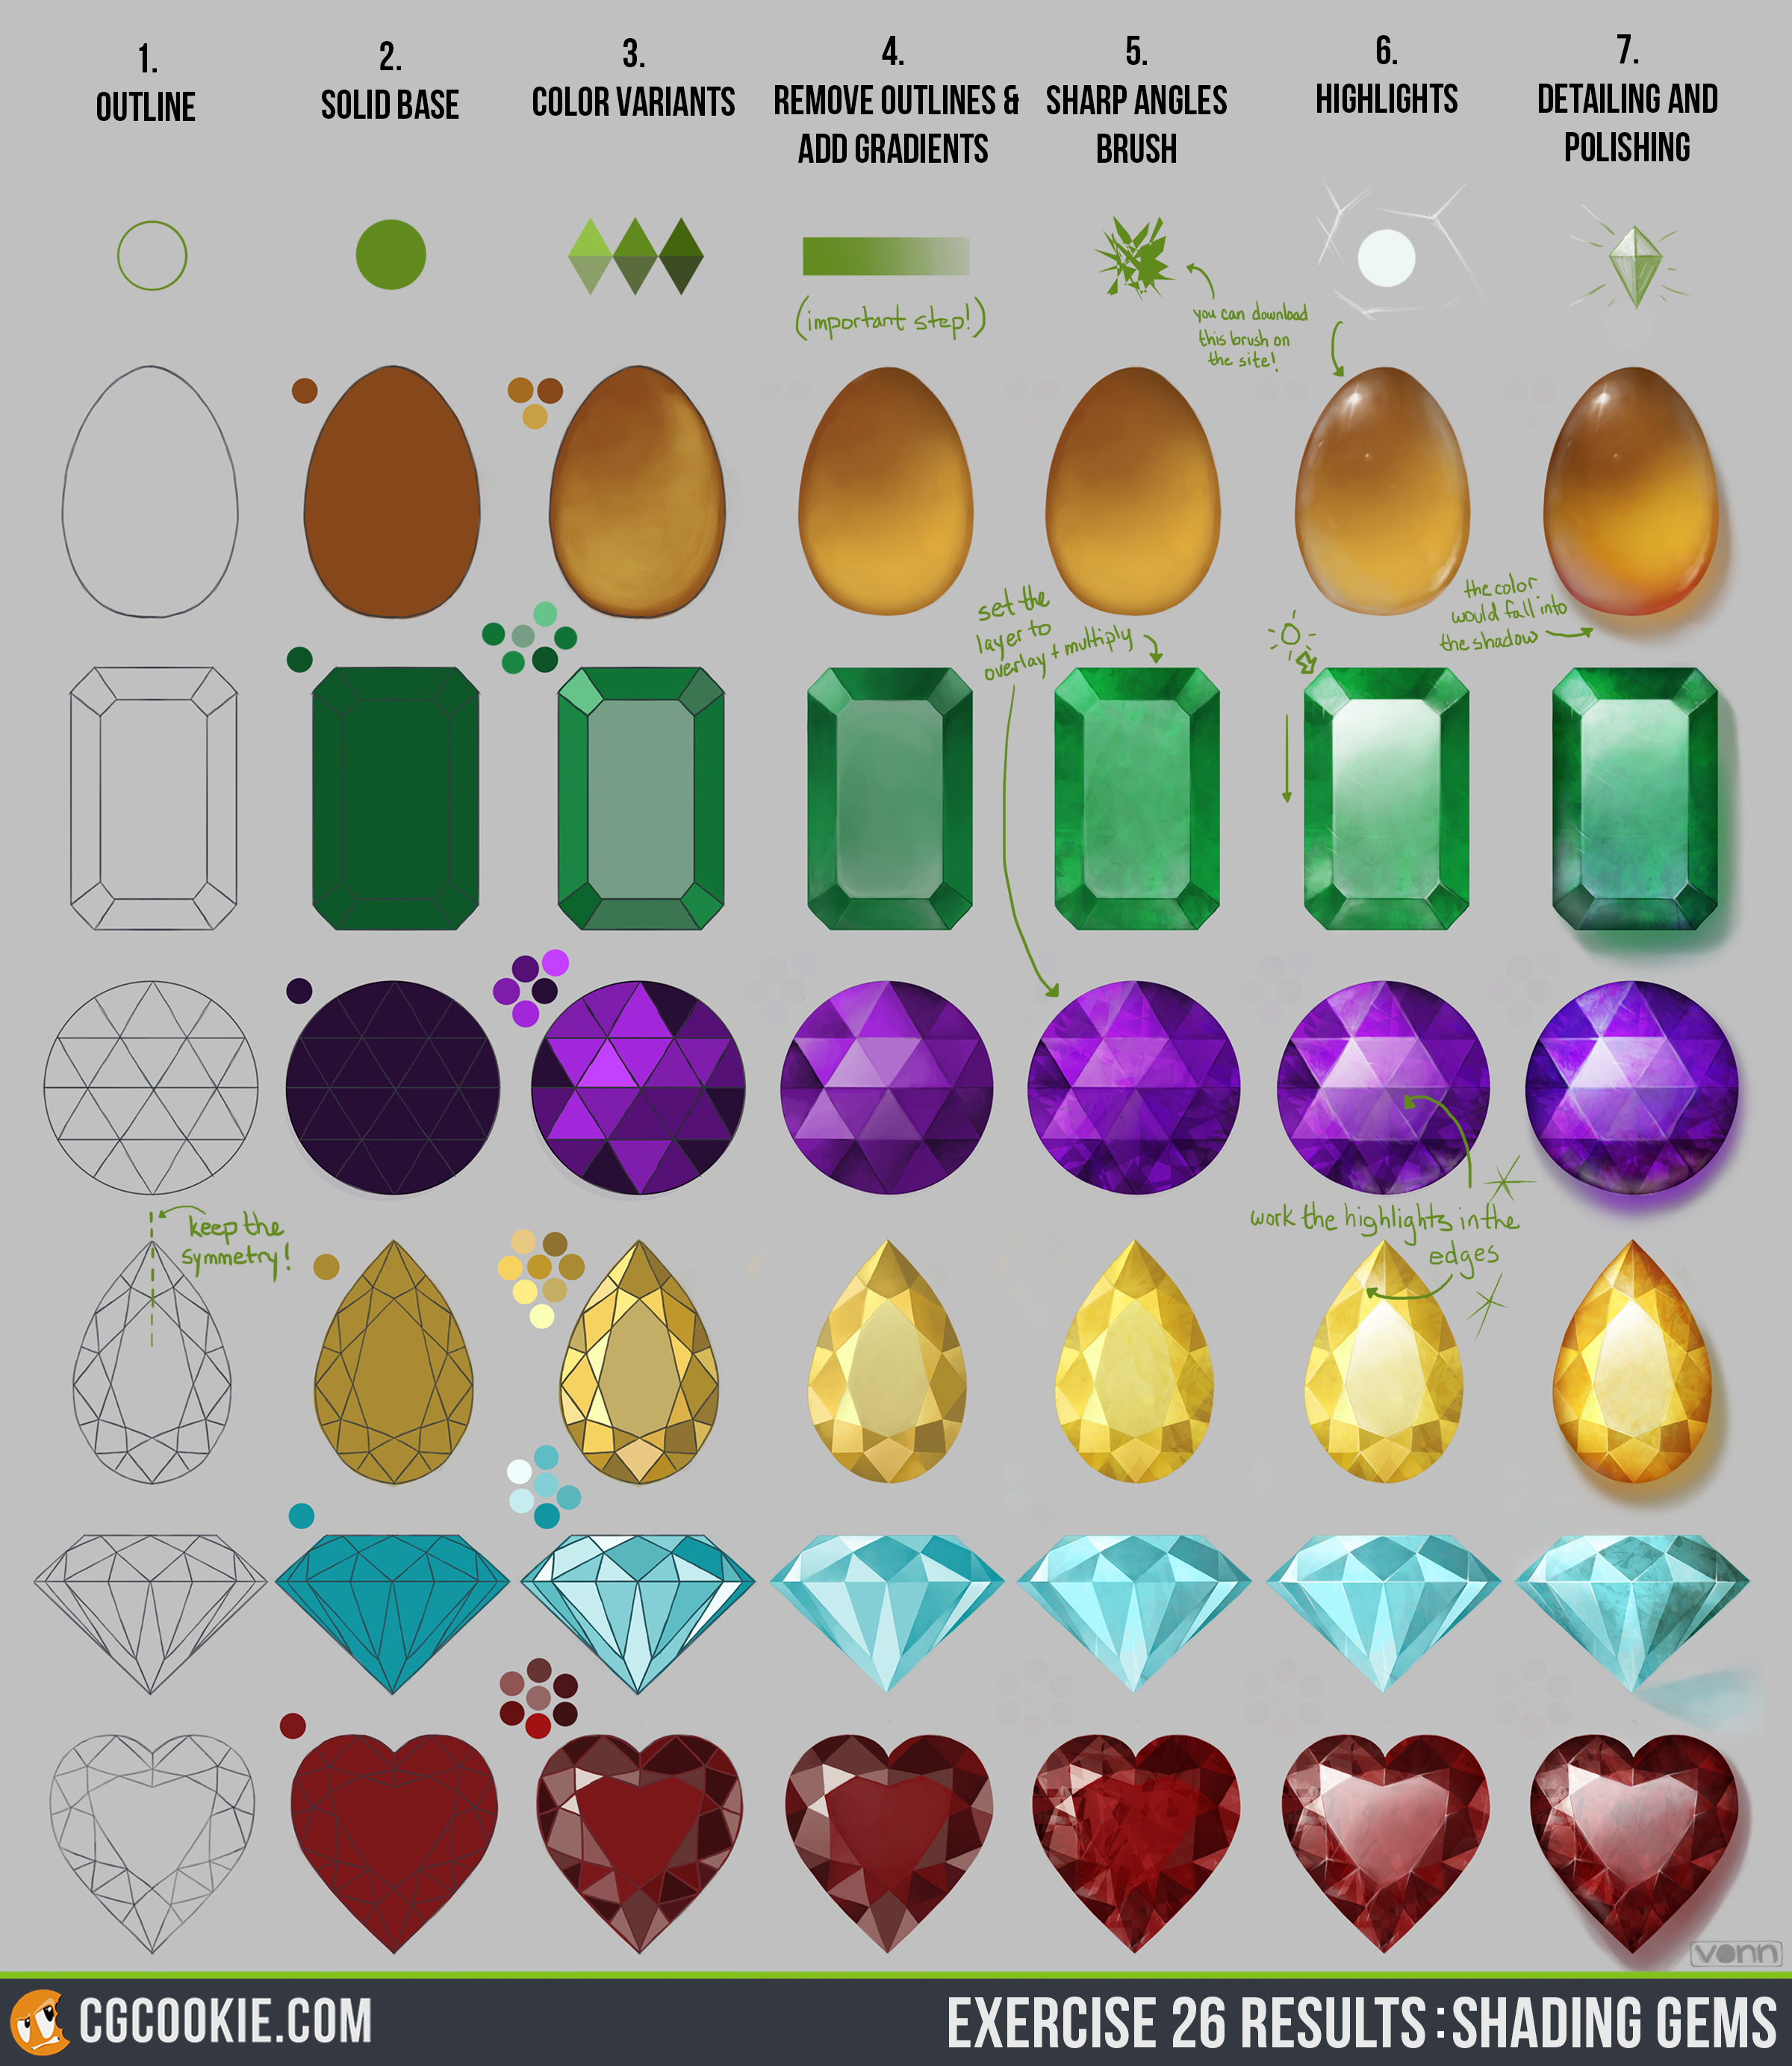 1.
OUTLINE
2.
SOLID BASE
3.
COLOR VARIANTS
4.
REMOVE OUTLINES &
ADD GRADIENTS
5.
SHARP ANGLES
BRUSH
6.
HIGHLIGHTS
7.
DETAILING AND
POLISHING
(important step!)
you can download
this brush on
the site!
set the
layer to
overlay + multiply
the color
would fall into
the shadow
keep the
symmetry!
work the highlights in the
edges
vonn
CGCOOKIE.COM
EXERCISE 26 RESULTS:SHADING GEMS